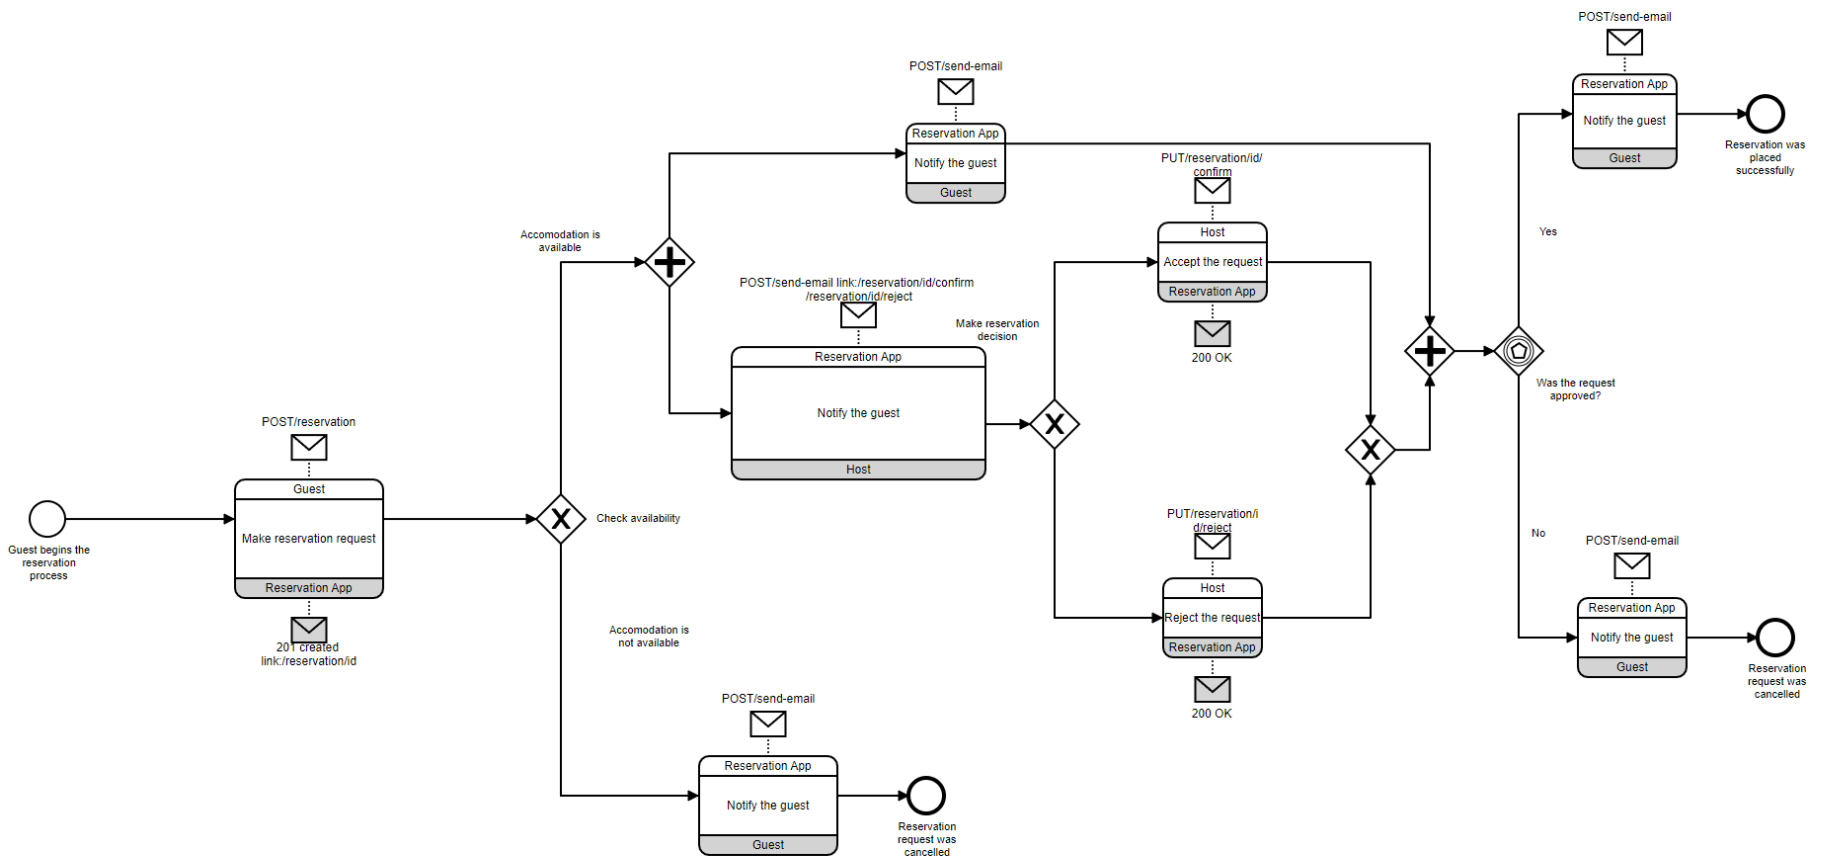 Guest begins the
reservation
process
POST/reservation
Guest
Make reservation request
Reservation App
201 created
link:/reservation/id
Check availability
Accomodation is
available
Accomodation is
not available
POST/send-email
Reservation App
Notify the guest
Guest
POST/send-email link:/reservation/id/confirm
/reservation/id/reject
Reservation App
Notify the guest
Host
Make reservation
decision
PUT/reservation/id/
confirm
Host
Accept the request
Reservation App
200 OK
PUT/reservation/i
d/reject
Host
Reject the request
Reservation App
200 OK
POST/send-email
Reservation App
Notify the guest
Guest
Reservation
request was
cancelled
Was the request
approved?
Yes
No
POST/send-email
Reservation App
Notify the guest
Guest
Reservation was
placed
successfully
POST/send-email
Reservation App
Notify the guest
Guest
Reservation
request was
cancelled